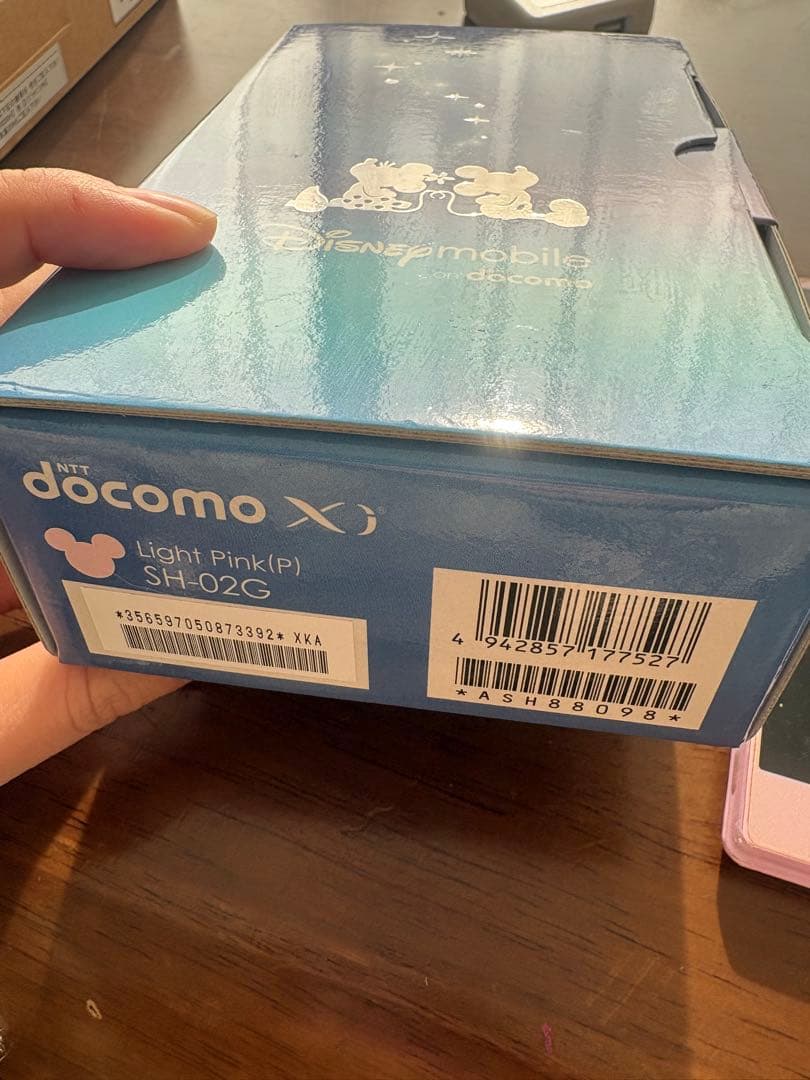 Disney mobile
on docomo
NTT
docomo Xi
Light Pink(P)
SH-02G
*356597050873392* XKA
4 942857 177527
*ASH88098*